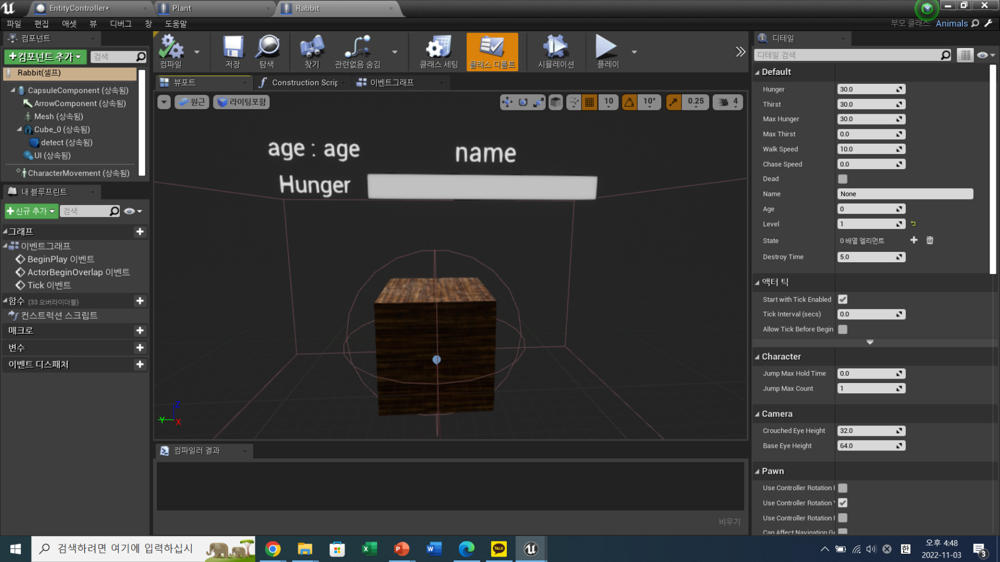 EntityController*
Plant
Rabbit
파일 편집 애셋 뷰 디버그 창 도움말
부모 클래스: Animals
컴포넌트
+컴포넌트 추가
검색
Rabbit(셀프)
CapsuleComponent (상속됨)
ArrowComponent (상속됨)
Mesh (상속됨)
Cube_0 (상속됨)
detect (상속됨)
UI (상속됨)
CharacterMovement (상속됨)
내 블루프린트
+신규 추가
검색
그래프
이벤트그래프
BeginPlay 이벤트
ActorBeginOverlap 이벤트
Tick 이벤트
함수 (33 오버라이더블)
컨스트럭션 스크립트
매크로
변수
이벤트 디스패처
컴파일
저장
탐색
찾기
관련없음 숨김
클래스 세팅
클래스 디폴트
시뮬레이션
플레이
뷰포트
Construction Scrip
이벤트그래프
원근
라이팅포함
10
10°
0.25
4
age : age
name
Hunger
Z
Y
X
컴파일러 결과
비우기
디테일
디테일 검색
Default
Hunger 30.0
Thirst 30.0
Max Hunger 30.0
Max Thirst 0.0
Walk Speed 10.0
Chase Speed 0.0
Dead
Name None
Age 0
Level 1
State 0 배열 엘리먼트
Destroy Time 5.0
액터 틱
Start with Tick Enabled
Tick Interval (secs) 0.0
Allow Tick Before Begin
Character
Jump Max Hold Time 0.0
Jump Max Count 1
Camera
Crouched Eye Height 32.0
Base Eye Height 64.0
Pawn
Use Controller Rotation
Use Controller Rotation Y
Use Controller Rotation
Can Affect Navigation Ge
검색하려면 여기에 입력하십시
TALK
한
오후 4:48
2022-11-03
3